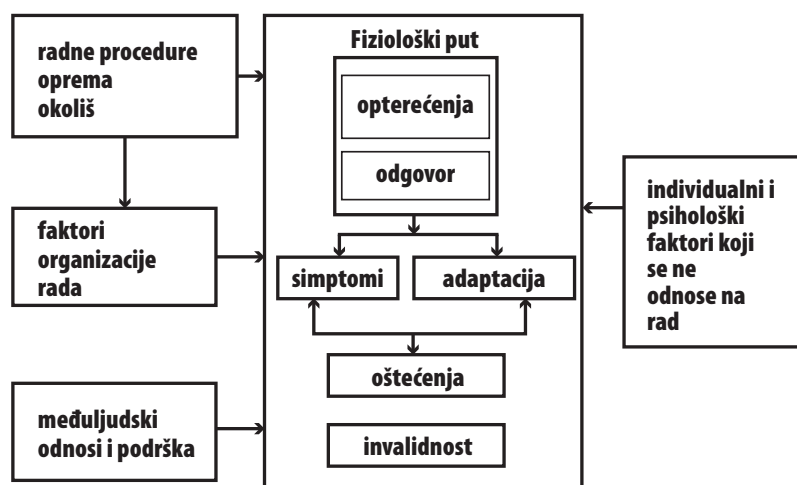 radne procedure
oprema
okoliš
faktori
organizacije
rada
međuljudski
odnosi i podrška
Fiziološki put
opterećenja
odgovor
simptomi
adaptacija
oštećenja
invalidnost
individualni i
psihološki
faktori koji
se ne
odnose na
rad